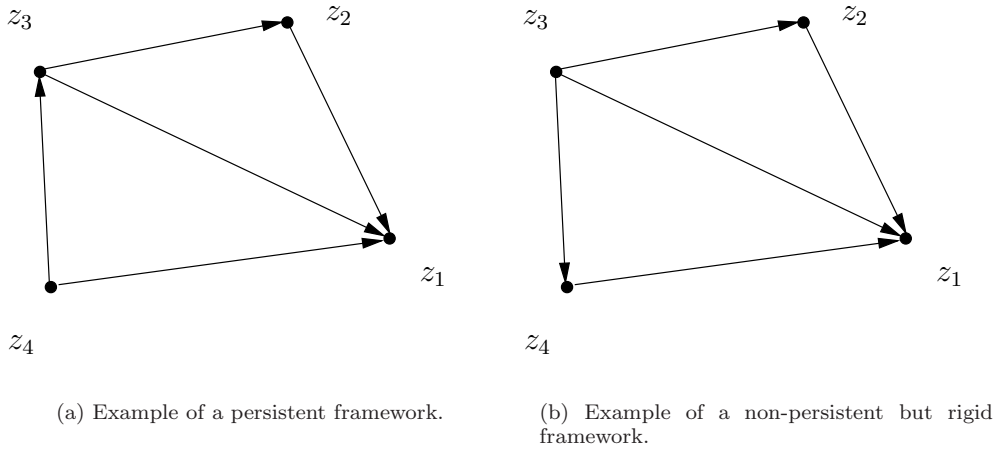 z₃ z₂ z₃ z₂
z₁ z₁
z₄ z₄
(a) Example of a persistent framework.
(b) Example of a non-persistent but rigid
framework.